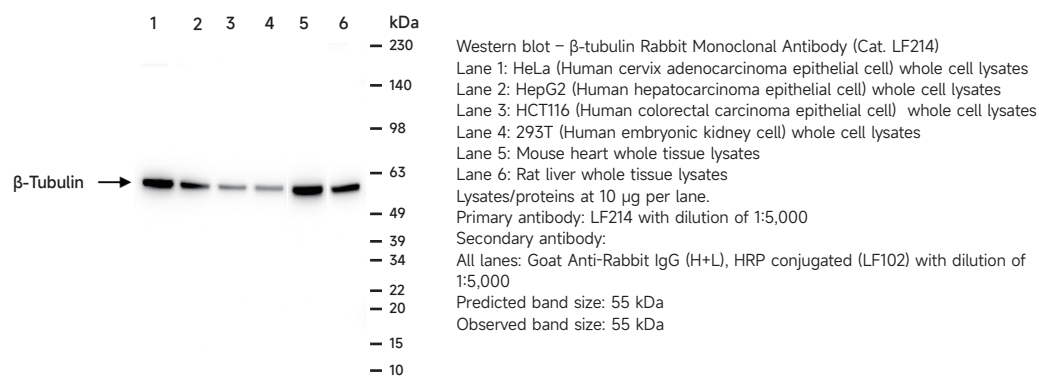 1 2 3 4 5 6 kDa
230
140
98
63
β-Tubulin
49
39
34
22
20
15
10
Western blot – β-tubulin Rabbit Monoclonal Antibody (Cat. LF214)
Lane 1: HeLa (Human cervix adenocarcinoma epithelial cell) whole cell lysates
Lane 2: HepG2 (Human hepatocarcinoma epithelial cell) whole cell lysates
Lane 3: HCT116 (Human colorectal carcinoma epithelial cell) whole cell lysates
Lane 4: 293T (Human embryonic kidney cell) whole cell lysates
Lane 5: Mouse heart whole tissue lysates
Lane 6: Rat liver whole tissue lysates
Lysates/proteins at 10 µg per lane.
Primary antibody: LF214 with dilution of 1:5,000
Secondary antibody:
All lanes: Goat Anti-Rabbit IgG (H+L), HRP conjugated (LF102) with dilution of
1:5,000
Predicted band size: 55 kDa
Observed band size: 55 kDa